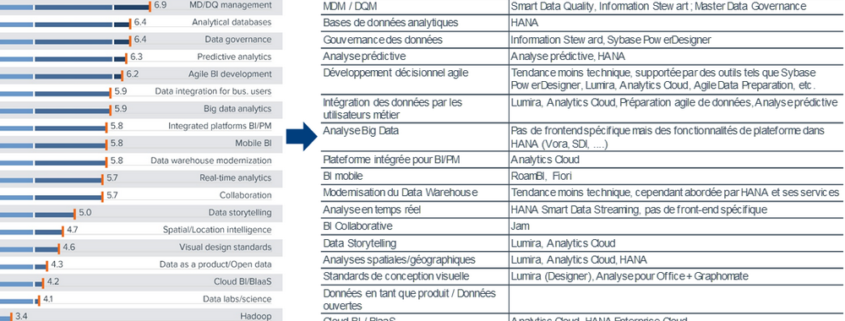 6.9 MD/DQ management
6.4 Analytical databases
6.4 Data governance
6.3 Predictive analytics
6.2 Agile BI development
5.9 Data integration for bus. users
5.9 Big data analytics
5.8 Integrated platforms BI/PM
5.8 Mobile BI
5.8 Data warehouse modernization
5.7 Real-time analytics
5.7 Collaboration
5.0 Data storytelling
4.7 Spatial/Location intelligence
4.6 Visual design standards
4.3 Data as a product/Open data
4.2 Cloud BI/BIaaS
4.1 Data labs/science
3.4 Hadoop
MDM / DQM Smart Data Quality, Information Stew art ; Master Data Governance
Bases de données analytiques HANA
Gouvernance des données Information Stew ard, Sybase Pow erDesigner
Analyse prédictive Analyse prédictive, HANA
Développement décisionnel agile Tendance moins technique, supportée par des outils tels que Sybase
Pow erDesigner, Lumira, Analytics Cloud, Agile Data Preparation, etc.
Intégration des données par les Lumira, Analytics Cloud, Préparation agile de données, Analyse prédictive
utilisateurs métier
Analyse Big Data Pas de frontend spécifique mais des fonctionnalités de plateforme dans
HANA (Vora, SDI, ....)
Plateforme intégrée pour BI/PM Analytics Cloud
BI mobile RoamBI, Fiori
Modernisation du Data Warehouse Tendance moins technique, cependant abordée par HANA et ses services
Analyse en temps réel HANA Smart Data Streaming, pas de front-end spécifique
BI Collaborative Jam
Data Storytelling Lumira, Analytics Cloud
Analyses spatiales/géographiques Lumira, Analytics Cloud, HANA
Standards de conception visuelle Lumira (Designer), Analyse pour Office + Graphomate
Données en tant que produit / Données
ouvertes
Cloud BI / BIaaS Analytics Cloud, HANA Enterprise Cloud